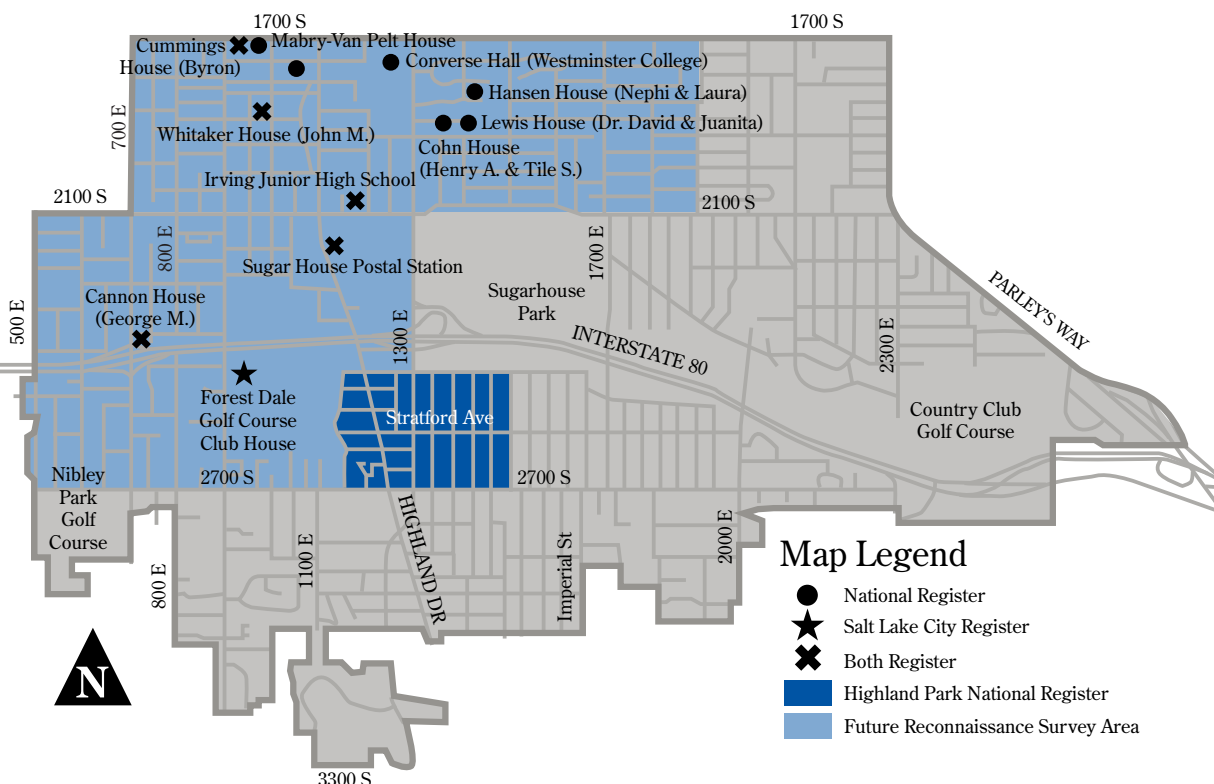 1700 S
1700 S
Cummings
House (Byron)
Mabry-Van Pelt House
Converse Hall (Westminster College)
Hansen House (Nephi & Laura)
700 E
Whitaker House (John M.)
Lewis House (Dr. David & Juanita)
Cohn House
(Henry A. & Tile S.)
Irving Junior High School
2100 S
2100 S
800 E
Sugar House Postal Station
1700 E
Cannon House
(George M.)
500 E
Sugarhouse
Park
PARLEY'S WAY
1300 E
INTERSTATE 80
2300 E
Forest Dale
Golf Course
Club House
Stratford Ave
Country Club
Golf Course
Nibley
Park
Golf
Course
2700 S
2700 S
HIGHLAND DR
800 E
1100 E
Imperial St
2000 E
Map Legend
National Register
Salt Lake City Register
Both Register
Highland Park National Register
Future Reconnaissance Survey Area
N
3300 S